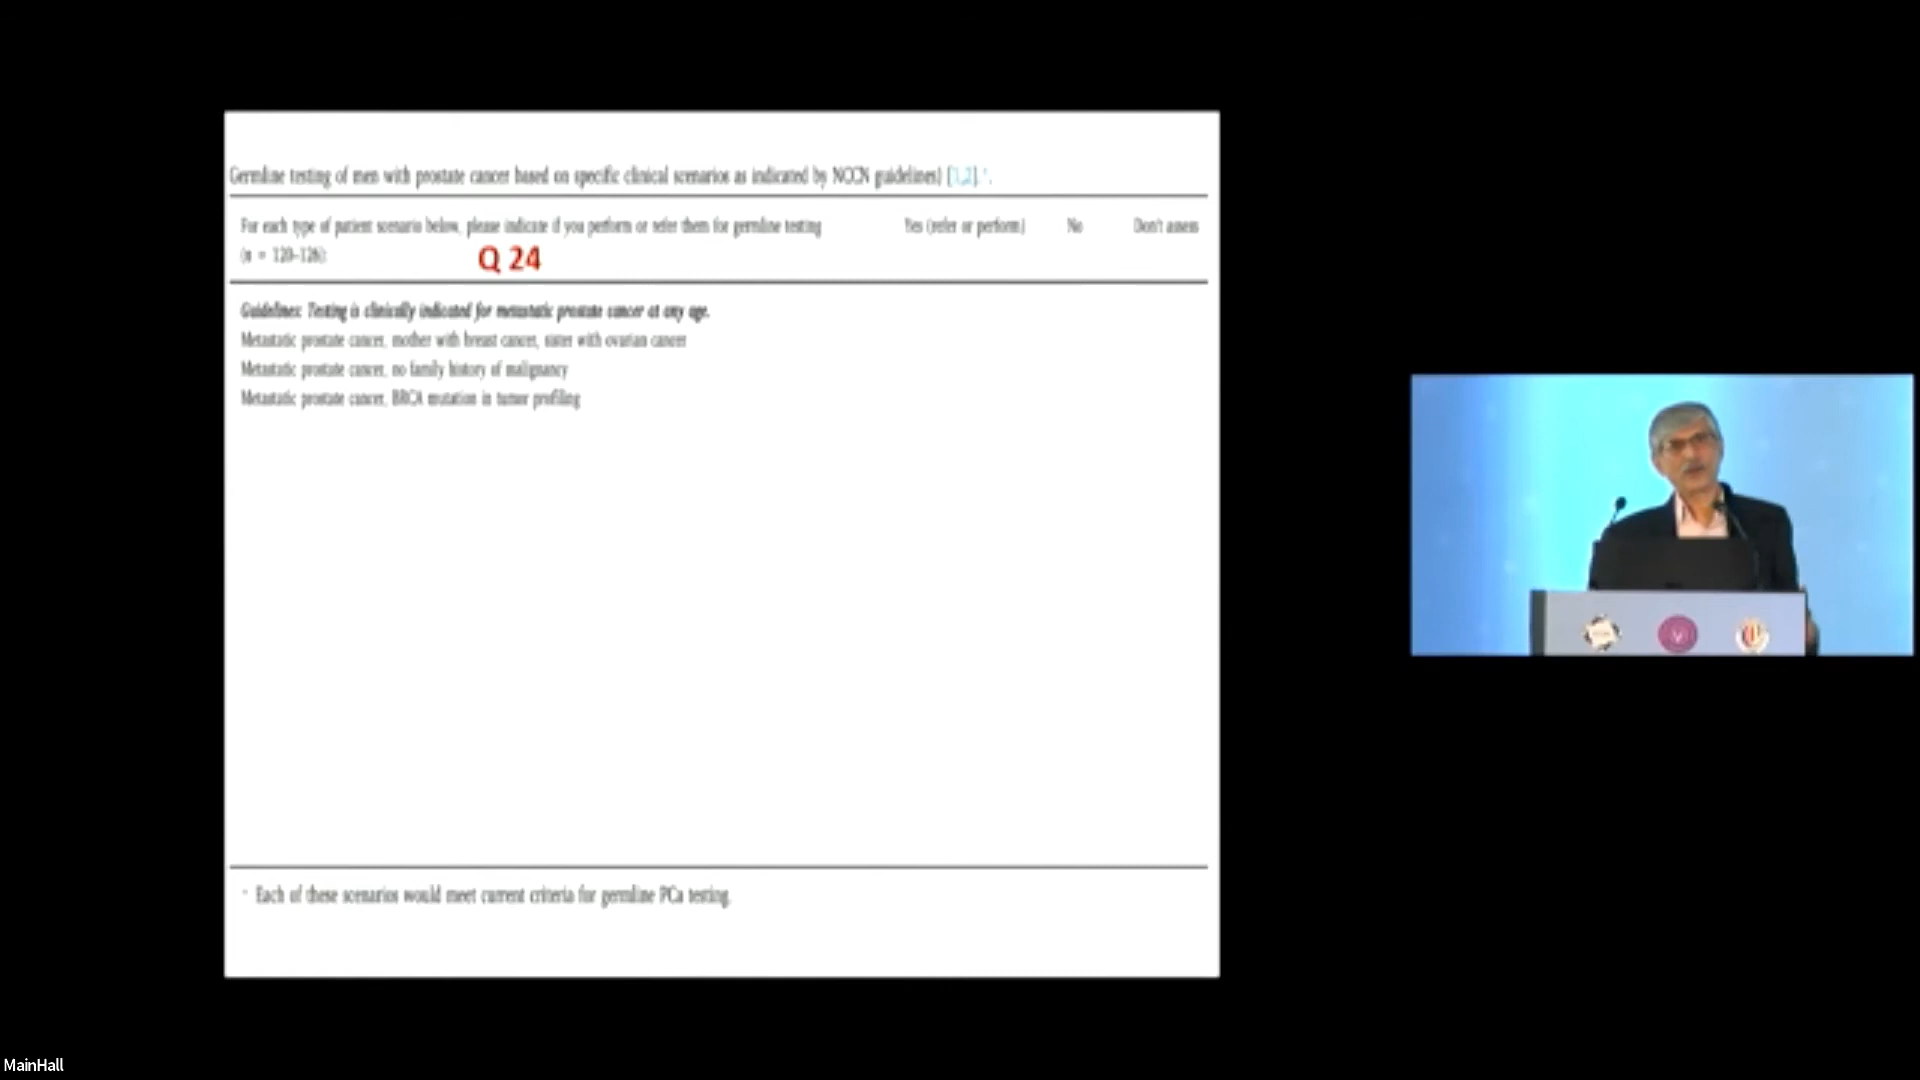 Germline testing of men with prostate cancer based on specific clinical scenarios as indicated by NCCN guidelines) [1,2].*.
For each type of patient scenario below, please indicate if you perform or refer them for germline testing Yes (refer or perform) No Don't assess
(n = 120–126):
Q 24
Guidelines: Testing is clinically indicated for metastatic prostate cancer at any age.
Metastatic prostate cancer, mother with breast cancer, sister with ovarian cancer
Metastatic prostate cancer, no family history of malignancy
Metastatic prostate cancer, BRCA mutation in tumor profiling
* Each of these scenarios would meet current criteria for germline PCa testing.
MainHall